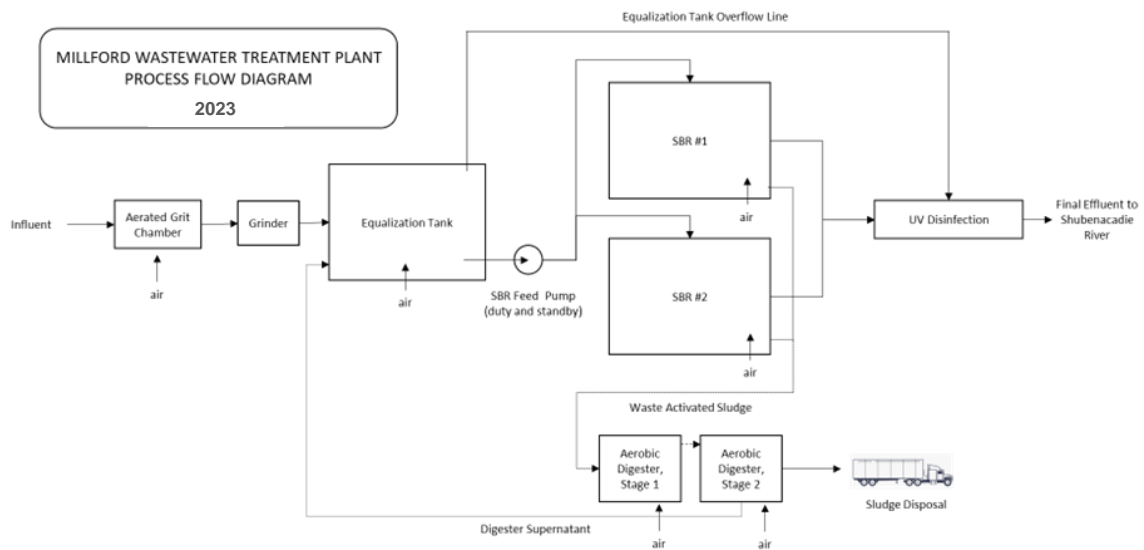 Equalization Tank Overflow Line
MILLFORD WASTEWATER TREATMENT PLANT
PROCESS FLOW DIAGRAM
2023
SBR #1
air
Influent
Aerated Grit
Chamber
air
Grinder
Equalization Tank
air
SBR Feed Pump
(duty and standby)
SBR #2
air
UV Disinfection
Final Effluent to
Shubenacadie
River
Waste Activated Sludge
Aerobic
Digester,
Stage 1
Aerobic
Digester,
Stage 2
Sludge Disposal
Digester Supernatant
air
air